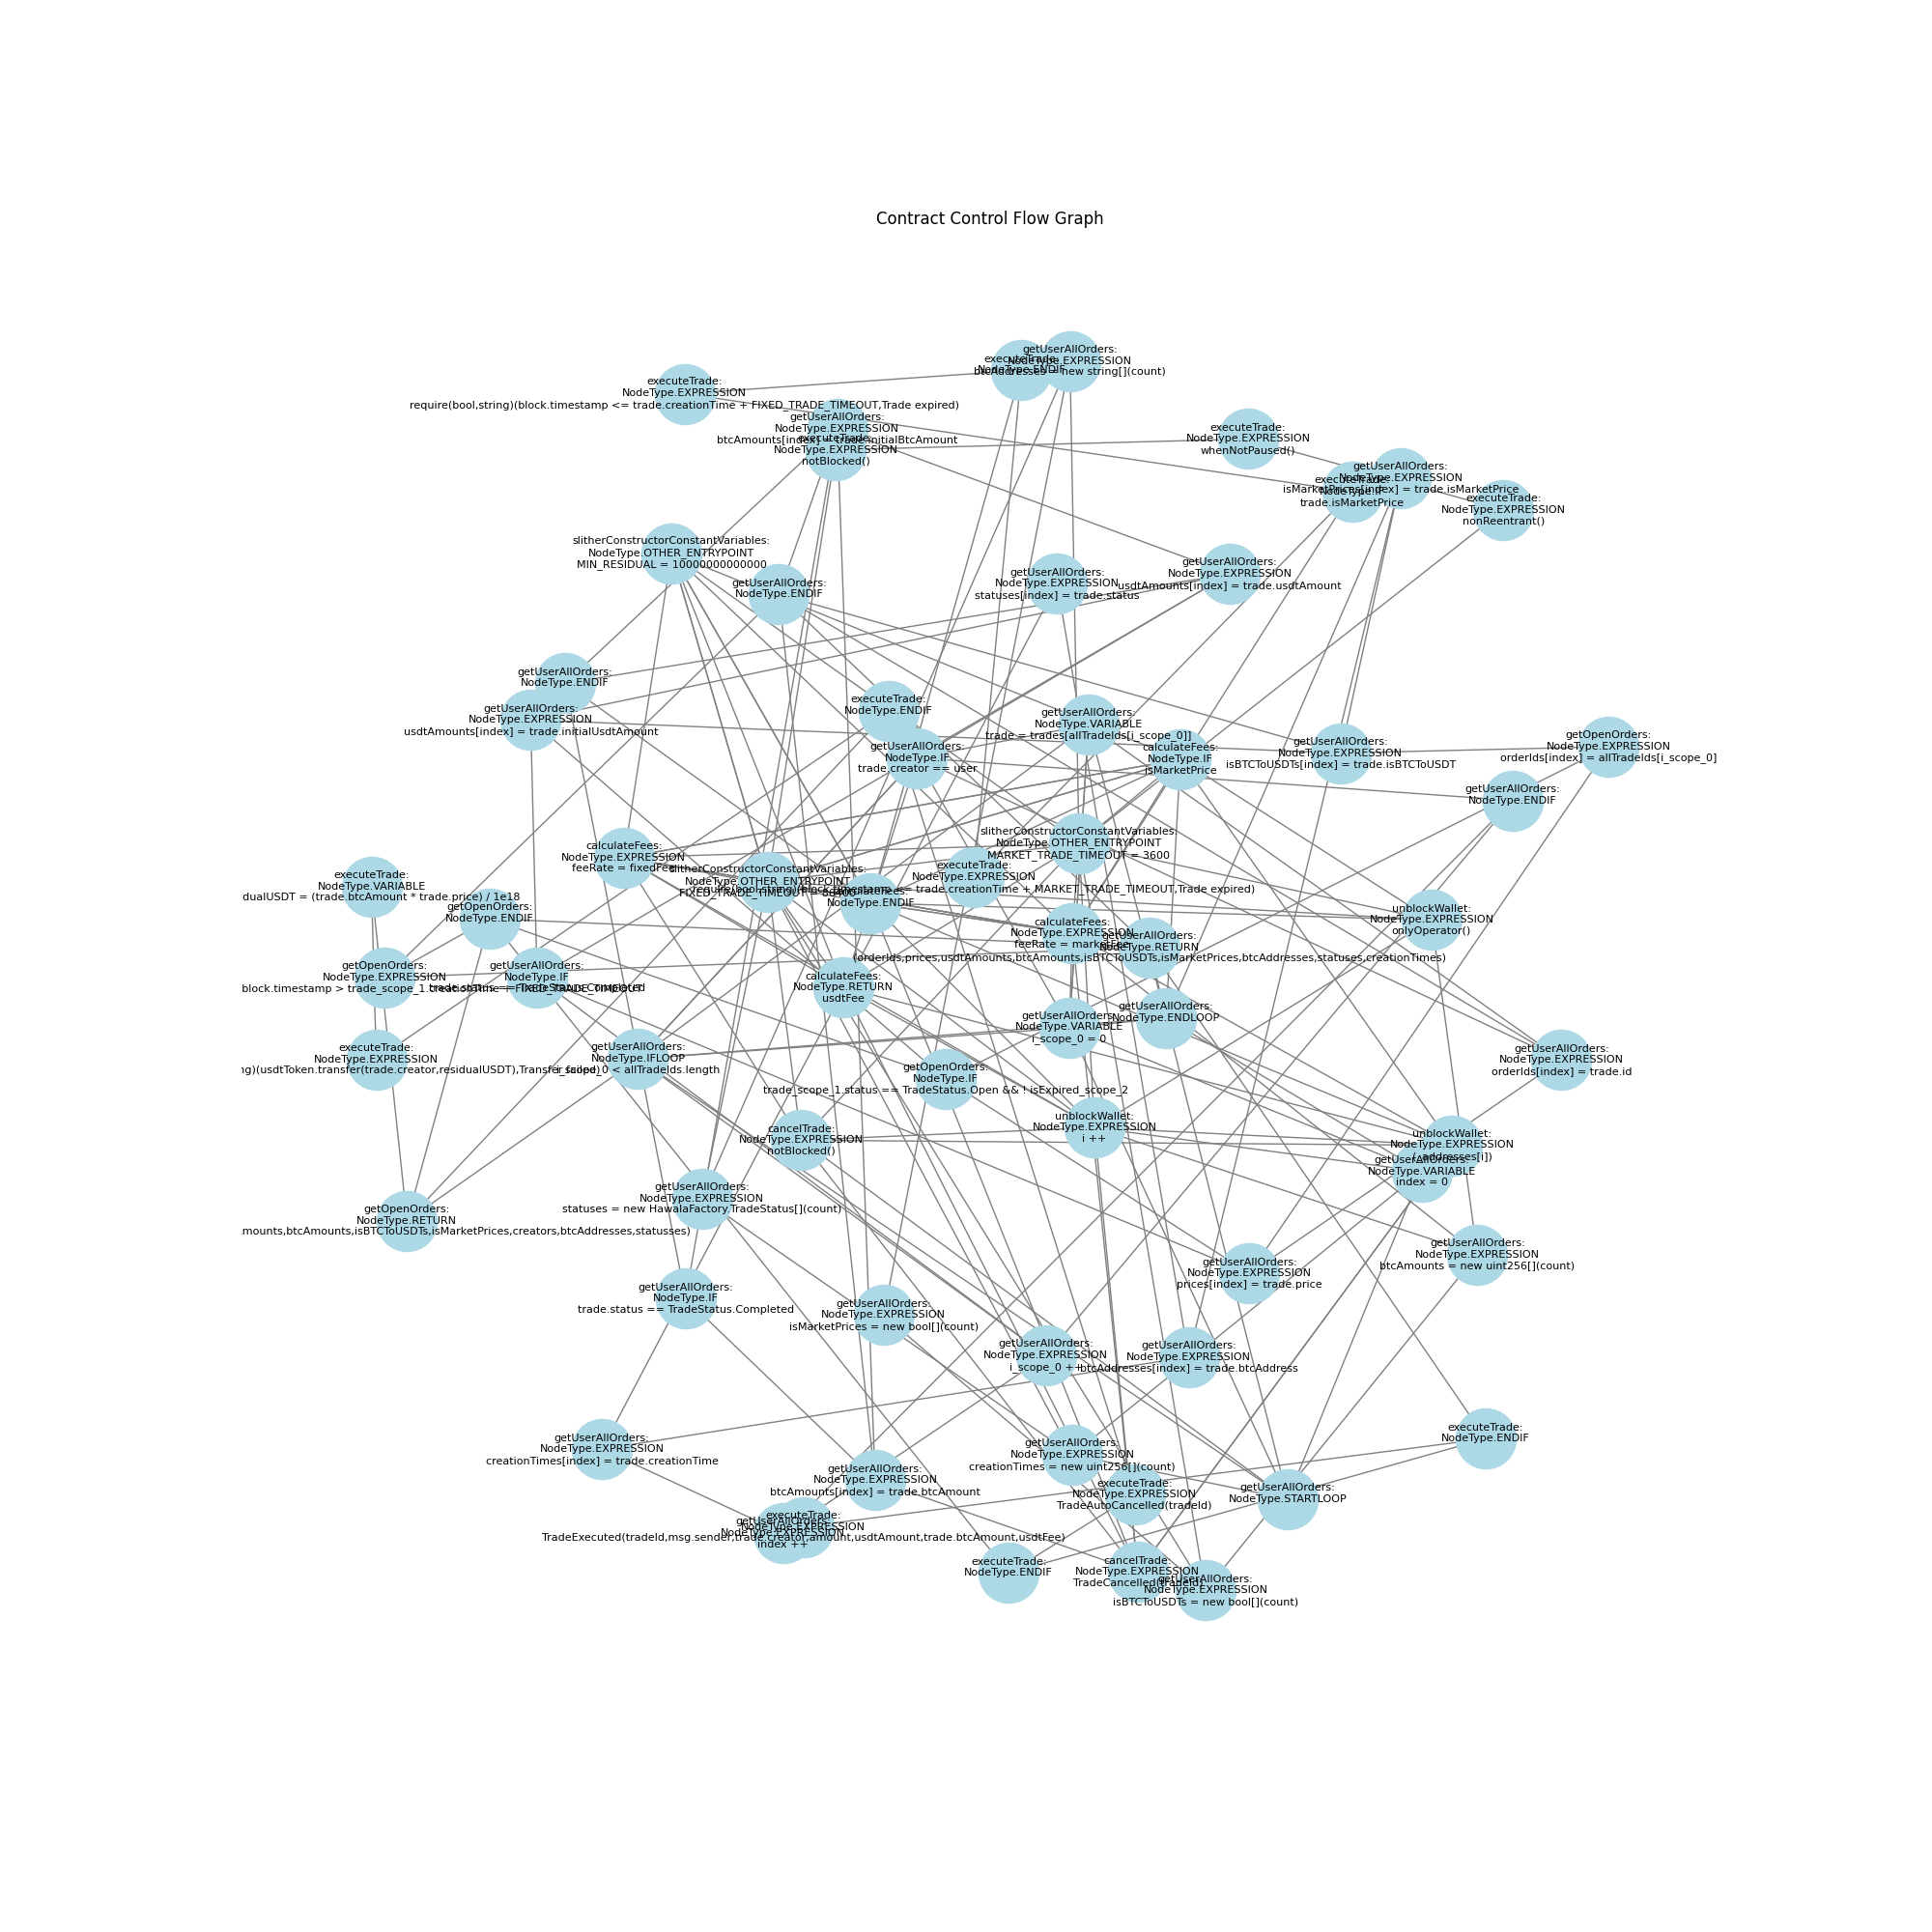 Contract Control Flow Graph
getUserAllOrders:
NodeType.EXPRESSION
btcAddresses = new string[](count)
executeTrade:
NodeType.ENDIF
executeTrade:
NodeType.EXPRESSION
require(bool,string)(block.timestamp <= trade.creationTime + FIXED_TRADE_TIMEOUT,Trade expired)
getUserAllOrders:
NodeType.EXPRESSION
btcAmounts[index] = trade.initialBtcAmount
executeTrade:
NodeType.EXPRESSION
notBlocked()
executeTrade:
NodeType.EXPRESSION
whenNotPaused()
getUserAllOrders:
NodeType.EXPRESSION
isMarketPrices[index] = trade.isMarketPrice
executeTrade:
NodeType.IF
trade.isMarketPrice
executeTrade:
NodeType.EXPRESSION
nonReentrant()
slitherConstructorConstantVariables:
NodeType.OTHER_ENTRYPOINT
MIN_RESIDUAL = 10000000000000
getUserAllOrders:
NodeType.ENDIF
getUserAllOrders:
NodeType.EXPRESSION
statuses[index] = trade.status
getUserAllOrders:
NodeType.EXPRESSION
usdtAmounts[index] = trade.usdtAmount
getUserAllOrders:
NodeType.ENDIF
getUserAllOrders:
NodeType.EXPRESSION
usdtAmounts[index] = trade.initialUsdtAmount
executeTrade:
NodeType.ENDIF
getUserAllOrders:
NodeType.IF
trade.creator == user
getUserAllOrders:
NodeType.VARIABLE
trade = trades[allTradeIds[i_scope_0]]
calculateFees:
NodeType.IF
isMarketPrice
getUserAllOrders:
NodeType.EXPRESSION
isBTCToUSDTs[index] = trade.isBTCToUSDT
getOpenOrders:
NodeType.EXPRESSION
orderIds[index] = allTradeIds[i_scope_0]
getUserAllOrders:
NodeType.ENDIF
calculateFees:
NodeType.EXPRESSION
feeRate = fixedFee
slitherConstructorConstantVariables:
NodeType.OTHER_ENTRYPOINT
MARKET_TRADE_TIMEOUT = 3600
slitherConstructorConstantVariables:
NodeType.OTHER_ENTRYPOINT
FIXED_TRADE_TIMEOUT =
executeTrade:
NodeType.EXPRESSION
trade.creationTime + MARKET_TRADE_TIMEOUT,Trade expired)
NodeType.ENDIF
executeTrade:
NodeType.VARIABLE
dualUSDT = (trade.btcAmount * trade.price) / 1e18
getOpenOrders:
NodeType.ENDIF
calculateFees:
NodeType.EXPRESSION
feeRate = marketFee
getUserAllOrders:
NodeType.RETURN
(orderIds,prices,usdtAmounts,btcAmounts,isBTCToUSDTs,isMarketPrices,btcAddresses,statuses,creationTimes)
unblockWallet:
NodeType.EXPRESSION
onlyOperator()
getOpenOrders:
NodeType.EXPRESSION
block.timestamp > trade_scope_1.creationTime + FIXED_TRADE_TIMEOUT
getUserAllOrders:
NodeType.IF
trade.status == TradeStatus.Completed
calculateFees:
NodeType.RETURN
usdtFee
getUserAllOrders:
NodeType.VARIABLE
i_scope_0 = 0
getUserAllOrders:
NodeType.ENDLOOP
executeTrade:
NodeType.EXPRESSION
ng)(usdtToken.transfer(trade.creator,residualUSDT),Transfer failed)
getUserAllOrders:
NodeType.IFLOOP
i_scope_0 < allTradeIds.length
getOpenOrders:
NodeType.IF
trade_scope_1.status == TradeStatus.Open && ! isExpired_scope_2
getUserAllOrders:
NodeType.EXPRESSION
orderIds[index] = trade.id
cancelTrade:
NodeType.EXPRESSION
notBlocked()
unblockWallet:
NodeType.EXPRESSION
i ++
unblockWallet:
NodeType.EXPRESSION
addresses[i])
getUserAllOrders:
NodeType.VARIABLE
index = 0
getUserAllOrders:
NodeType.EXPRESSION
statuses = new HawalaFactory.TradeStatus[](count)
getOpenOrders:
NodeType.RETURN
mounts,btcAmounts,isBTCToUSDTs,isMarketPrices,creators,btcAddresses,statusses)
getUserAllOrders:
NodeType.EXPRESSION
btcAmounts = new uint256[](count)
getUserAllOrders:
NodeType.EXPRESSION
prices[index] = trade.price
getUserAllOrders:
NodeType.IF
trade.status == TradeStatus.Completed
getUserAllOrders:
NodeType.EXPRESSION
isMarketPrices = new bool[](count)
getUserAllOrders:
NodeType.EXPRESSION
i_scope_0 ++
getUserAllOrders:
NodeType.EXPRESSION
btcAddresses[index] = trade.btcAddress
getUserAllOrders:
NodeType.EXPRESSION
creationTimes[index] = trade.creationTime
executeTrade:
NodeType.ENDIF
getUserAllOrders:
NodeType.EXPRESSION
creationTimes = new uint256[](count)
getUserAllOrders:
NodeType.EXPRESSION
btcAmounts[index] = trade.btcAmount
executeTrade:
NodeType.EXPRESSION
TradeAutoCancelled(tradeId)
getUserAllOrders:
NodeType.STARTLOOP
executeTrade:
NodeType.EXPRESSION
TradeExecuted(tradeId,msg.sender,trade.creator,amount,usdtAmount,trade.btcAmount,usdtFee)
getUserAllOrders:
NodeType.EXPRESSION
index ++
executeTrade:
NodeType.ENDIF
cancelTrade:
NodeType.EXPRESSION
TradeCancelled(tradeId)
getUserAllOrders:
NodeType.EXPRESSION
isBTCToUSDTs = new bool[](count)